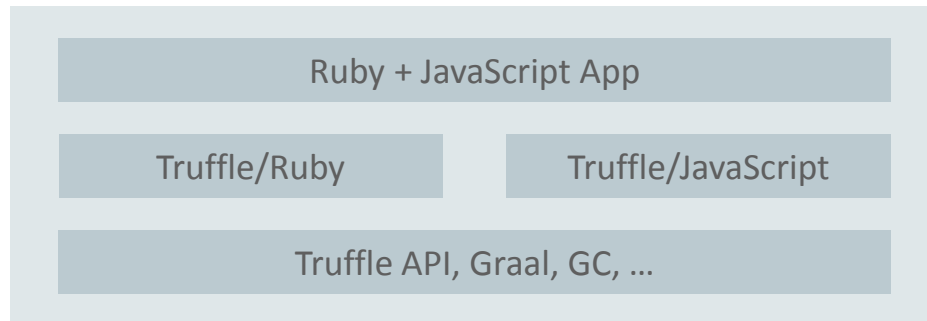 Ruby + JavaScript App
Truffle/Ruby
Truffle/JavaScript
Truffle API, Graal, GC, …